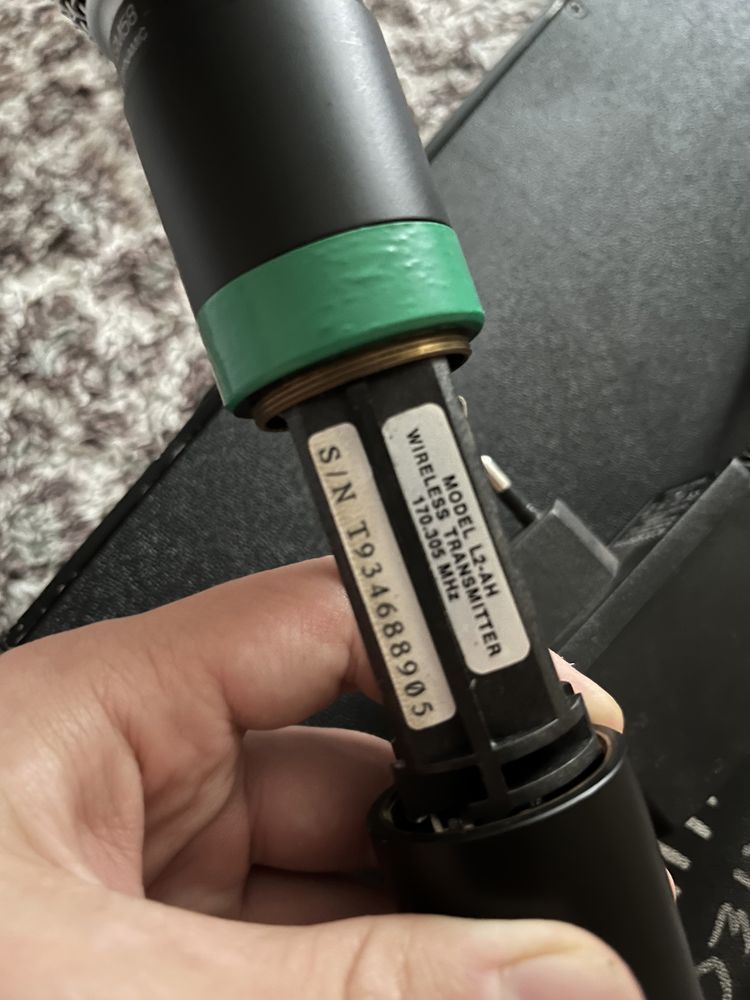 S/N T934688905
MODEL L2-AH
WIRELESS TRANSMITTER
170.305 MHz